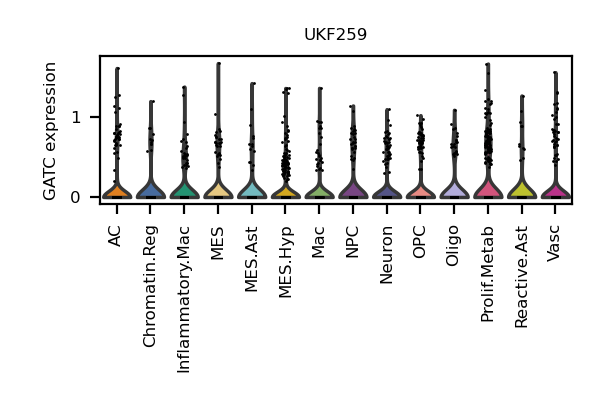 UKF259
GATC expression
1
0
AC
Chromatin.Reg
Inflammatory.Mac
MES
MES.Ast
MES.Hyp
Mac
NPC
Neuron
OPC
Oligo
Prolif.Metab
Reactive.Ast
Vasc